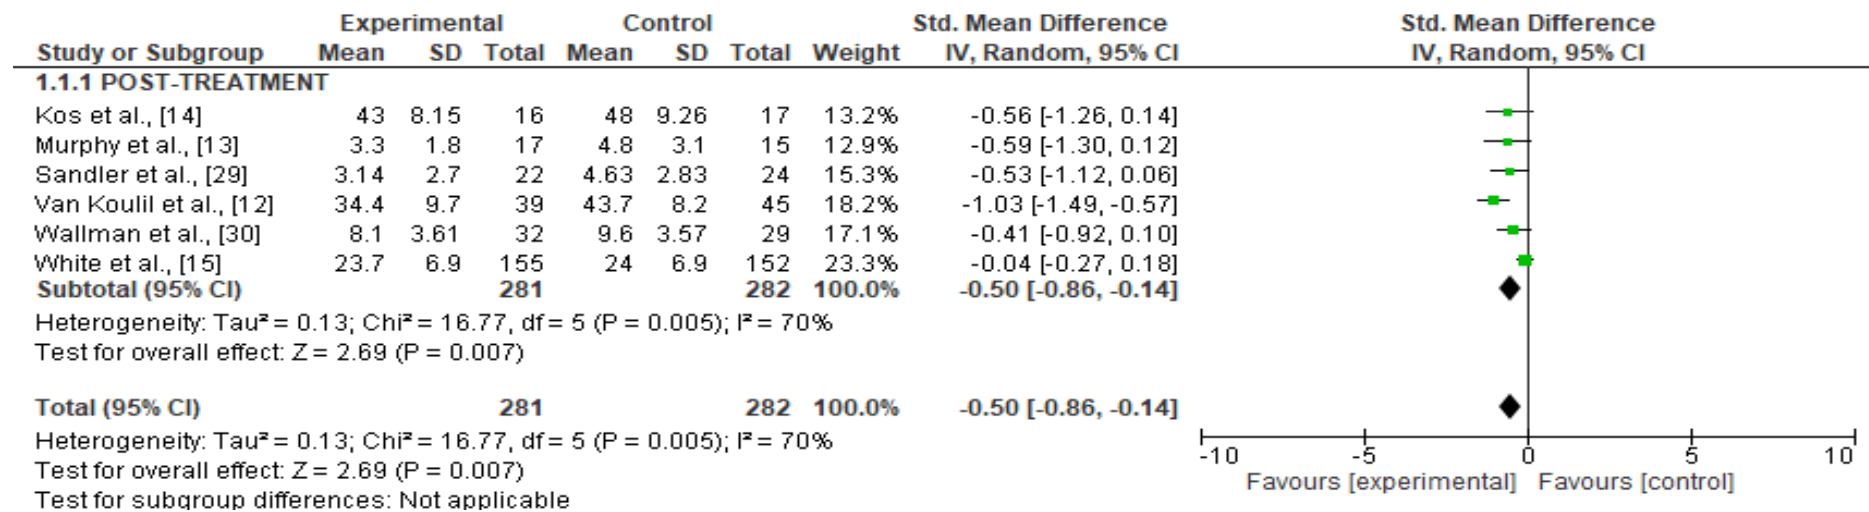 Experimental Control Std. Mean Difference Std. Mean Difference
Study or Subgroup Mean SD Total Mean SD Total Weight IV, Random, 95% CI IV, Random, 95% CI
1.1.1 POST-TREATMENT
Kos et al., [14] 43 8.15 16 48 9.26 17 13.2% -0.56 [-1.26, 0.14]
Murphy et al., [13] 3.3 1.8 17 4.8 3.1 15 12.9% -0.59 [-1.30, 0.12]
Sandler et al., [29] 3.14 2.7 22 4.63 2.83 24 15.3% -0.53 [-1.12, 0.06]
Van Koulil et al., [12] 34.4 9.7 39 43.7 8.2 45 18.2% -1.03 [-1.49, -0.57]
Wallman et al., [30] 8.1 3.61 32 9.6 3.57 29 17.1% -0.41 [-0.92, 0.10]
White et al., [15] 23.7 6.9 155 24 6.9 152 23.3% -0.04 [-0.27, 0.18]
Subtotal (95% CI) 281 282 100.0% -0.50 [-0.86, -0.14]
Heterogeneity: Tau² = 0.13; Chi² = 16.77, df = 5 (P = 0.005); I² = 70%
Test for overall effect: Z = 2.69 (P = 0.007)
Total (95% CI) 281 282 100.0% -0.50 [-0.86, -0.14]
Heterogeneity: Tau² = 0.13; Chi² = 16.77, df = 5 (P = 0.005); I² = 70%
-10 -5 0 5 10
Test for overall effect: Z = 2.69 (P = 0.007)
Favours [experimental] Favours [control]
Test for subgroup differences: Not applicable